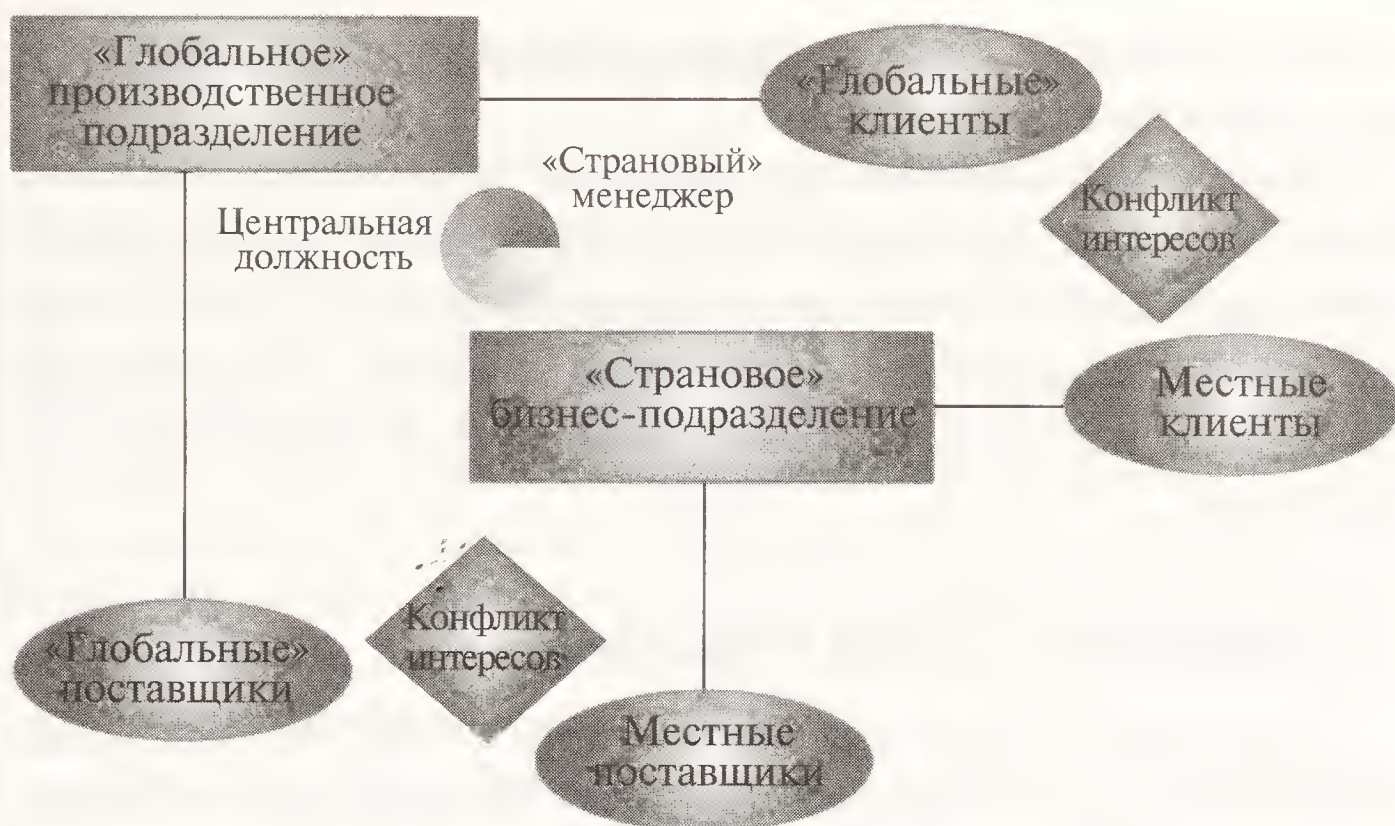 «Глобальное»
производственное
подразделение
«Глобальные»
клиенты
«Страновый»
менеджер
Центральная
должность
Конфликт
интересов
«Страновое»
бизнес-подразделение
Местные
клиенты
Конфликт
интересов
«Глобальные»
поставщики
Местные
поставщики